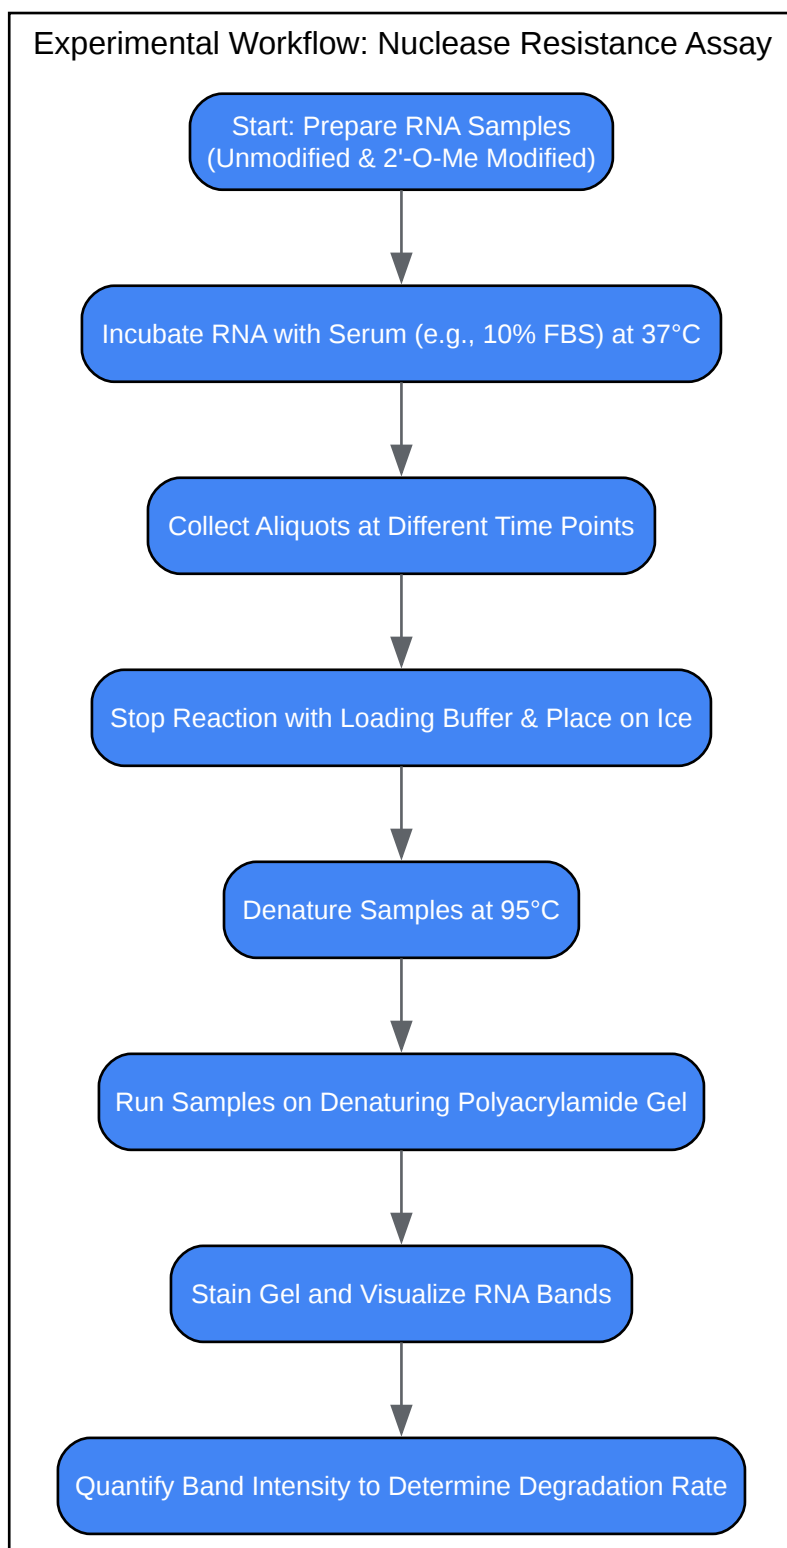 Experimental Workflow: Nuclease Resistance Assay
Start: Prepare RNA Samples
(Unmodified & 2'-O-Me Modified)
Incubate RNA with Serum (e.g., 10% FBS) at 37°C
Collect Aliquots at Different Time Points
Stop Reaction with Loading Buffer & Place on Ice
Denature Samples at 95°C
Run Samples on Denaturing Polyacrylamide Gel
Stain Gel and Visualize RNA Bands
Quantify Band Intensity to Determine Degradation Rate